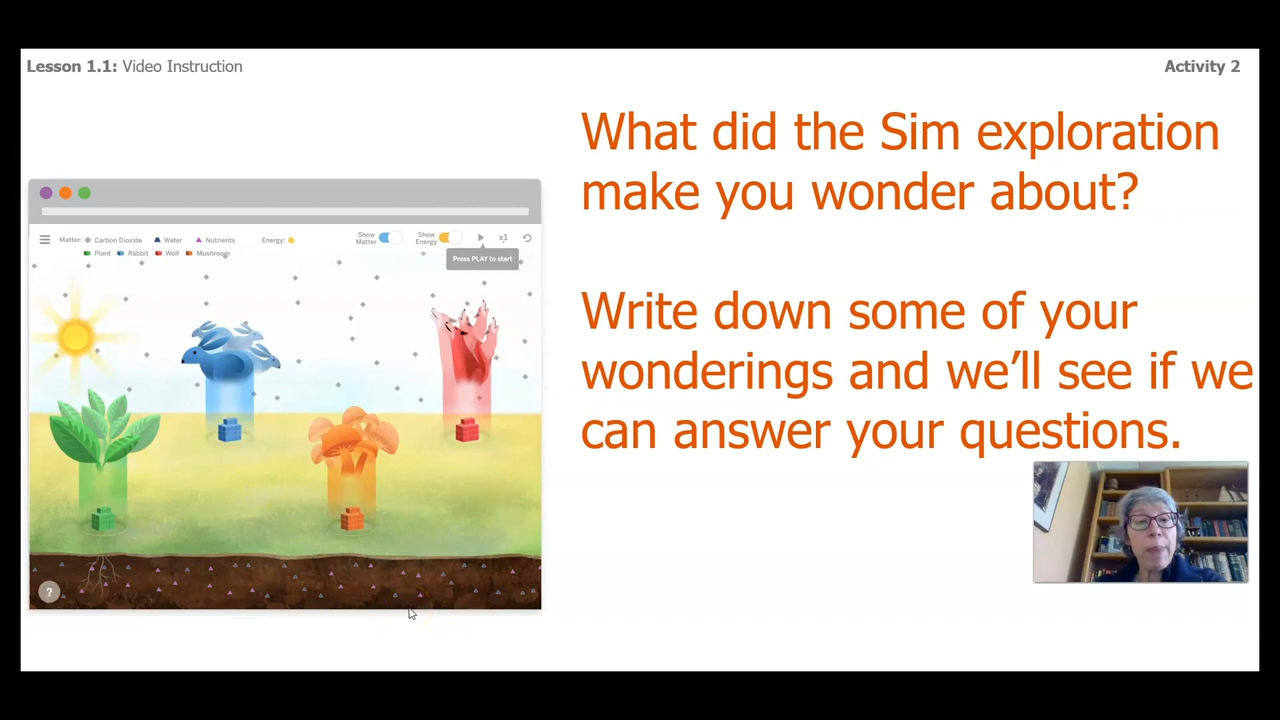 Lesson 1.1: Video Instruction
Activity 2
What did the Sim exploration
make you wonder about?
Write down some of your
wonderings and we'll see if we
can answer your questions.
Matter: Carbon Dioxide Water Nutrients Energy:
Plant Rabbit Wolf Mushroom
Show
Matter
Show
Energy
x1
Press PLAY to start
?